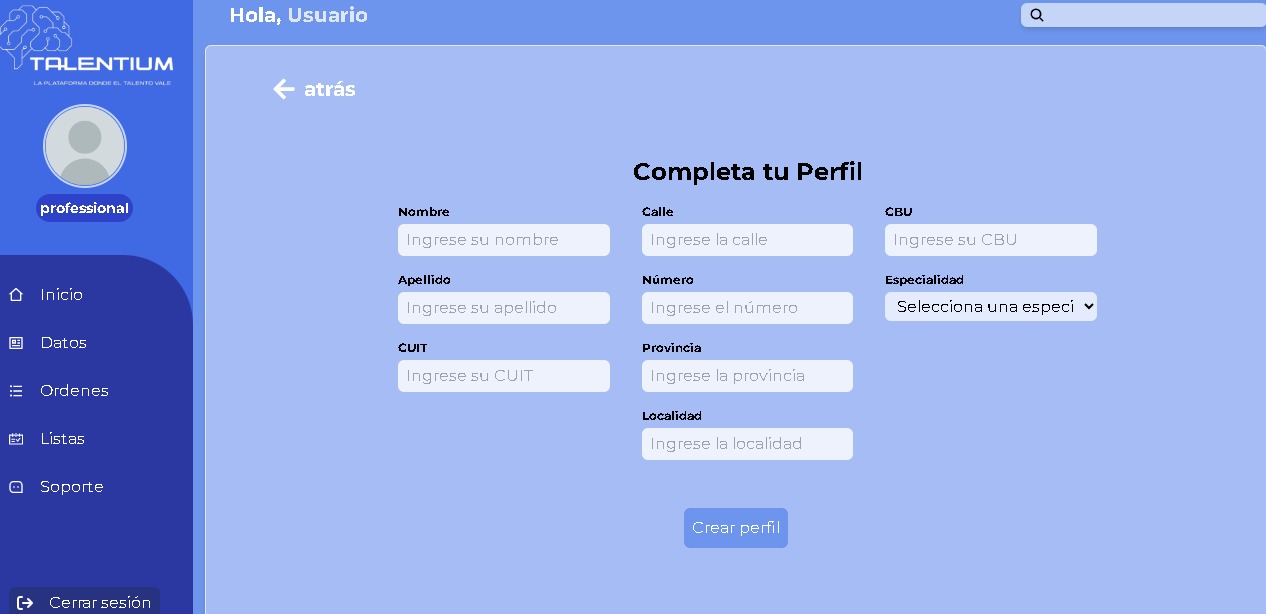 Hola, Usuario
TALENTIUM
LA PLATAFORMA DONDE EL TALENTO VALE
professional
Inicio
Datos
Ordenes
Listas
Soporte
Cerrar sesión
atrás
Completa tu Perfil
Nombre
Ingrese su nombre
Apellido
Ingrese su apellido
CUIT
Ingrese su CUIT
Calle
Ingrese la calle
Número
Ingrese el número
Provincia
Ingrese la provincia
Localidad
Ingrese la localidad
CBU
Ingrese su CBU
Especialidad
Selecciona una especi
Crear perfil